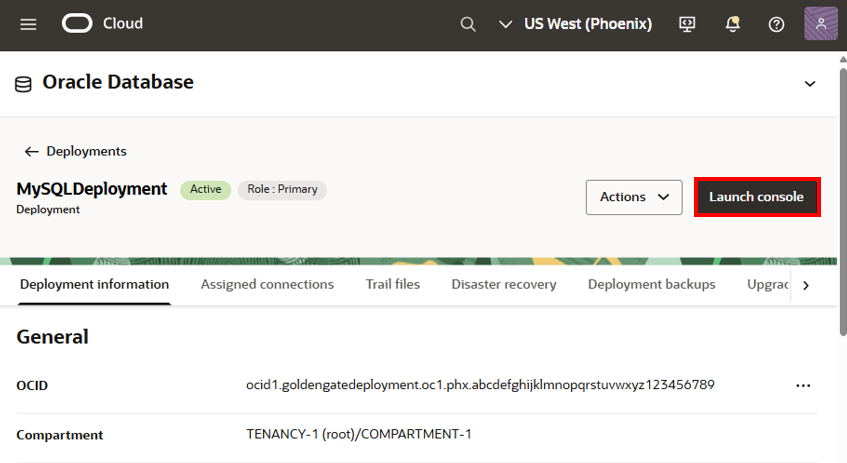 Cloud US West (Phoenix)
Oracle Database
Deployments
MySQLDeployment Active Role : Primary
Deployment
Actions Launch console
Deployment information Assigned connections Trail files Disaster recovery Deployment backups Upgrad
General
OCID ocid1.goldengatedeployment.oc1.phx.abcdefghijklmnopqrstuvwxyz123456789
Compartment TENANCY-1 (root)/COMPARTMENT-1